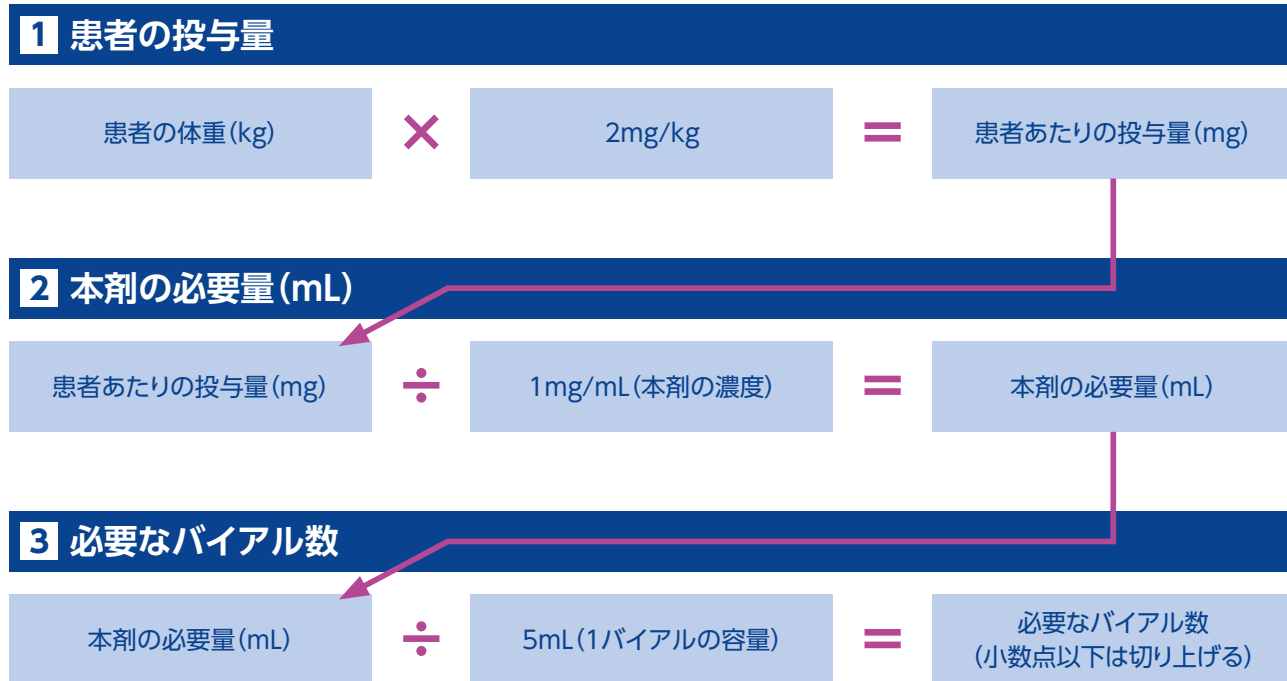 1 患者の投与量
患者の体重(kg) × 2mg/kg = 患者あたりの投与量(mg)
2 本剤の必要量(mL)
患者あたりの投与量(mg) ÷ 1mg/mL(本剤の濃度) = 本剤の必要量(mL)
3 必要なバイアル数
本剤の必要量(mL) ÷ 5mL(1バイアルの容量) = 必要なバイアル数
(小数点以下は切り上げる)